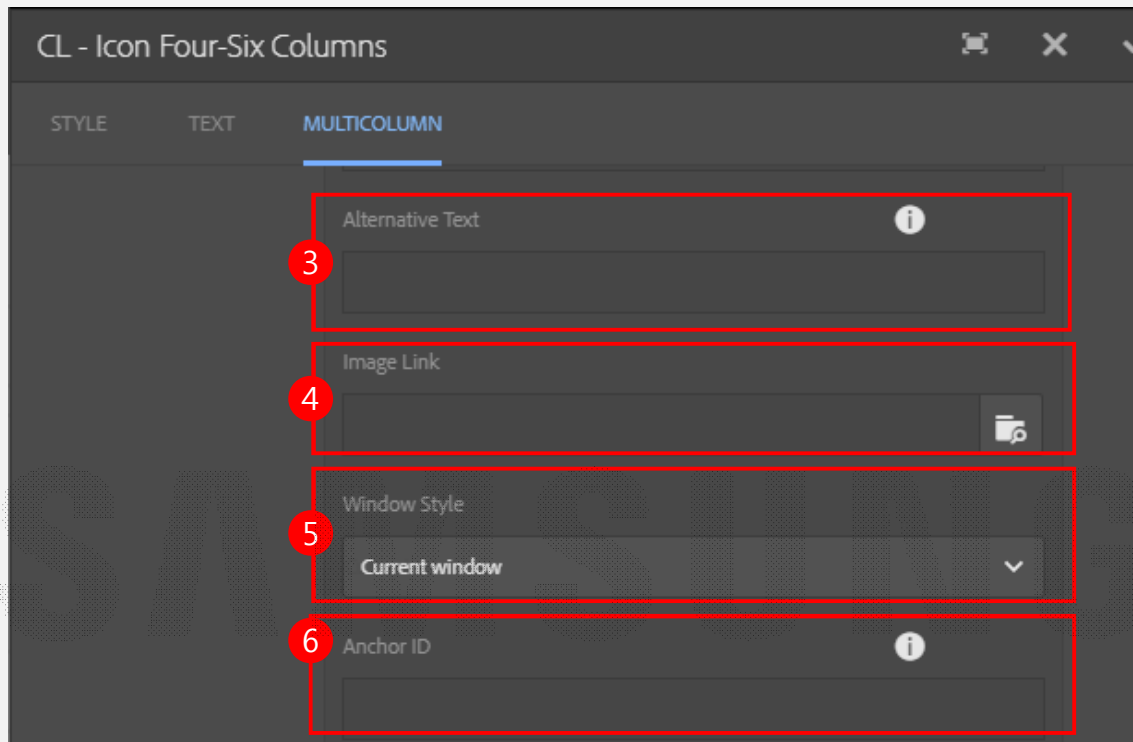 CL - Icon Four-Six Columns
STYLE TEXT MULTICOLUMN
Alternative Text
3
Image Link
4
Window Style
5
Current window
6
Anchor ID
SAMSUNG